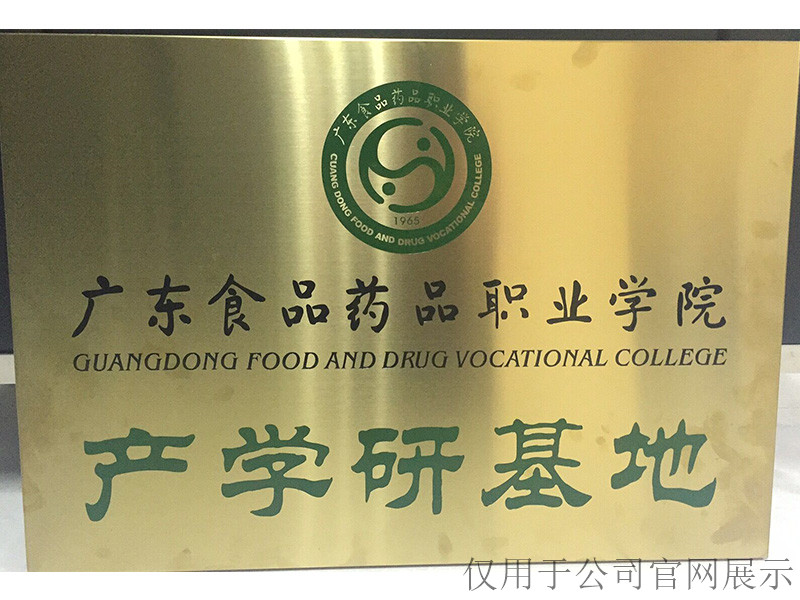 广东食品药品职业学院
CUANG DONG FOOD AND DRUG VOCATIONAL COLLEGE
1965
广东食品药品职业学院
GUANGDONG FOOD AND DRUG VOCATIONAL COLLEGE
产学研基地
仅用于公司官网展示